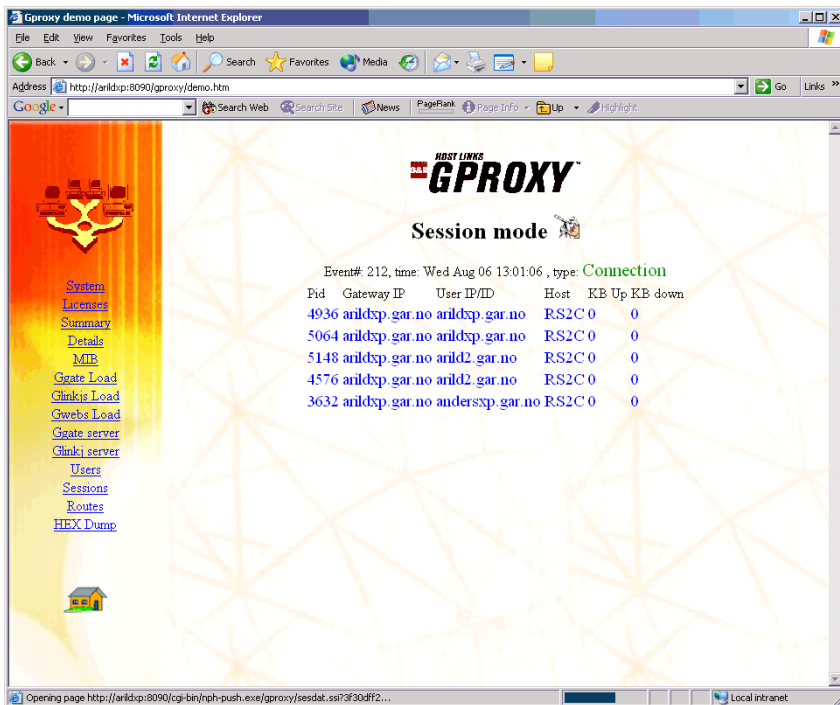 Gproxy demo page - Microsoft Internet Explorer
File Edit View Favorites Tools Help
Back Search Favorites Media
Address http://arildxp:8090/gproxy/demo.htm Go Links »
Google Search Web Search Site News PageRank Page Info Up Highlight
HOST LINKS
G&R GPROXY™
Session mode
Event#: 212, time: Wed Aug 06 13:01:06 , type: Connection
Pid Gateway IP User IP/ID Host KB Up KB down
4936 arildxp.gar.no arildxp.gar.no RS2C 0 0
5064 arildxp.gar.no arildxp.gar.no RS2C 0 0
5148 arildxp.gar.no arild2.gar.no RS2C 0 0
4576 arildxp.gar.no arild2.gar.no RS2C 0 0
3632 arildxp.gar.no andersxp.gar.no RS2C 0 0
System
Licenses
Summary
Details
MIB
Ggate Load
Glinkjs Load
Gwebs Load
Ggate server
Glinkj server
Users
Sessions
Routes
HEX Dump
Opening page http://arildxp:8090/cgi-bin/nph-push.exe/gproxy/sesdat.ssi?3f30dff2... Local intranet